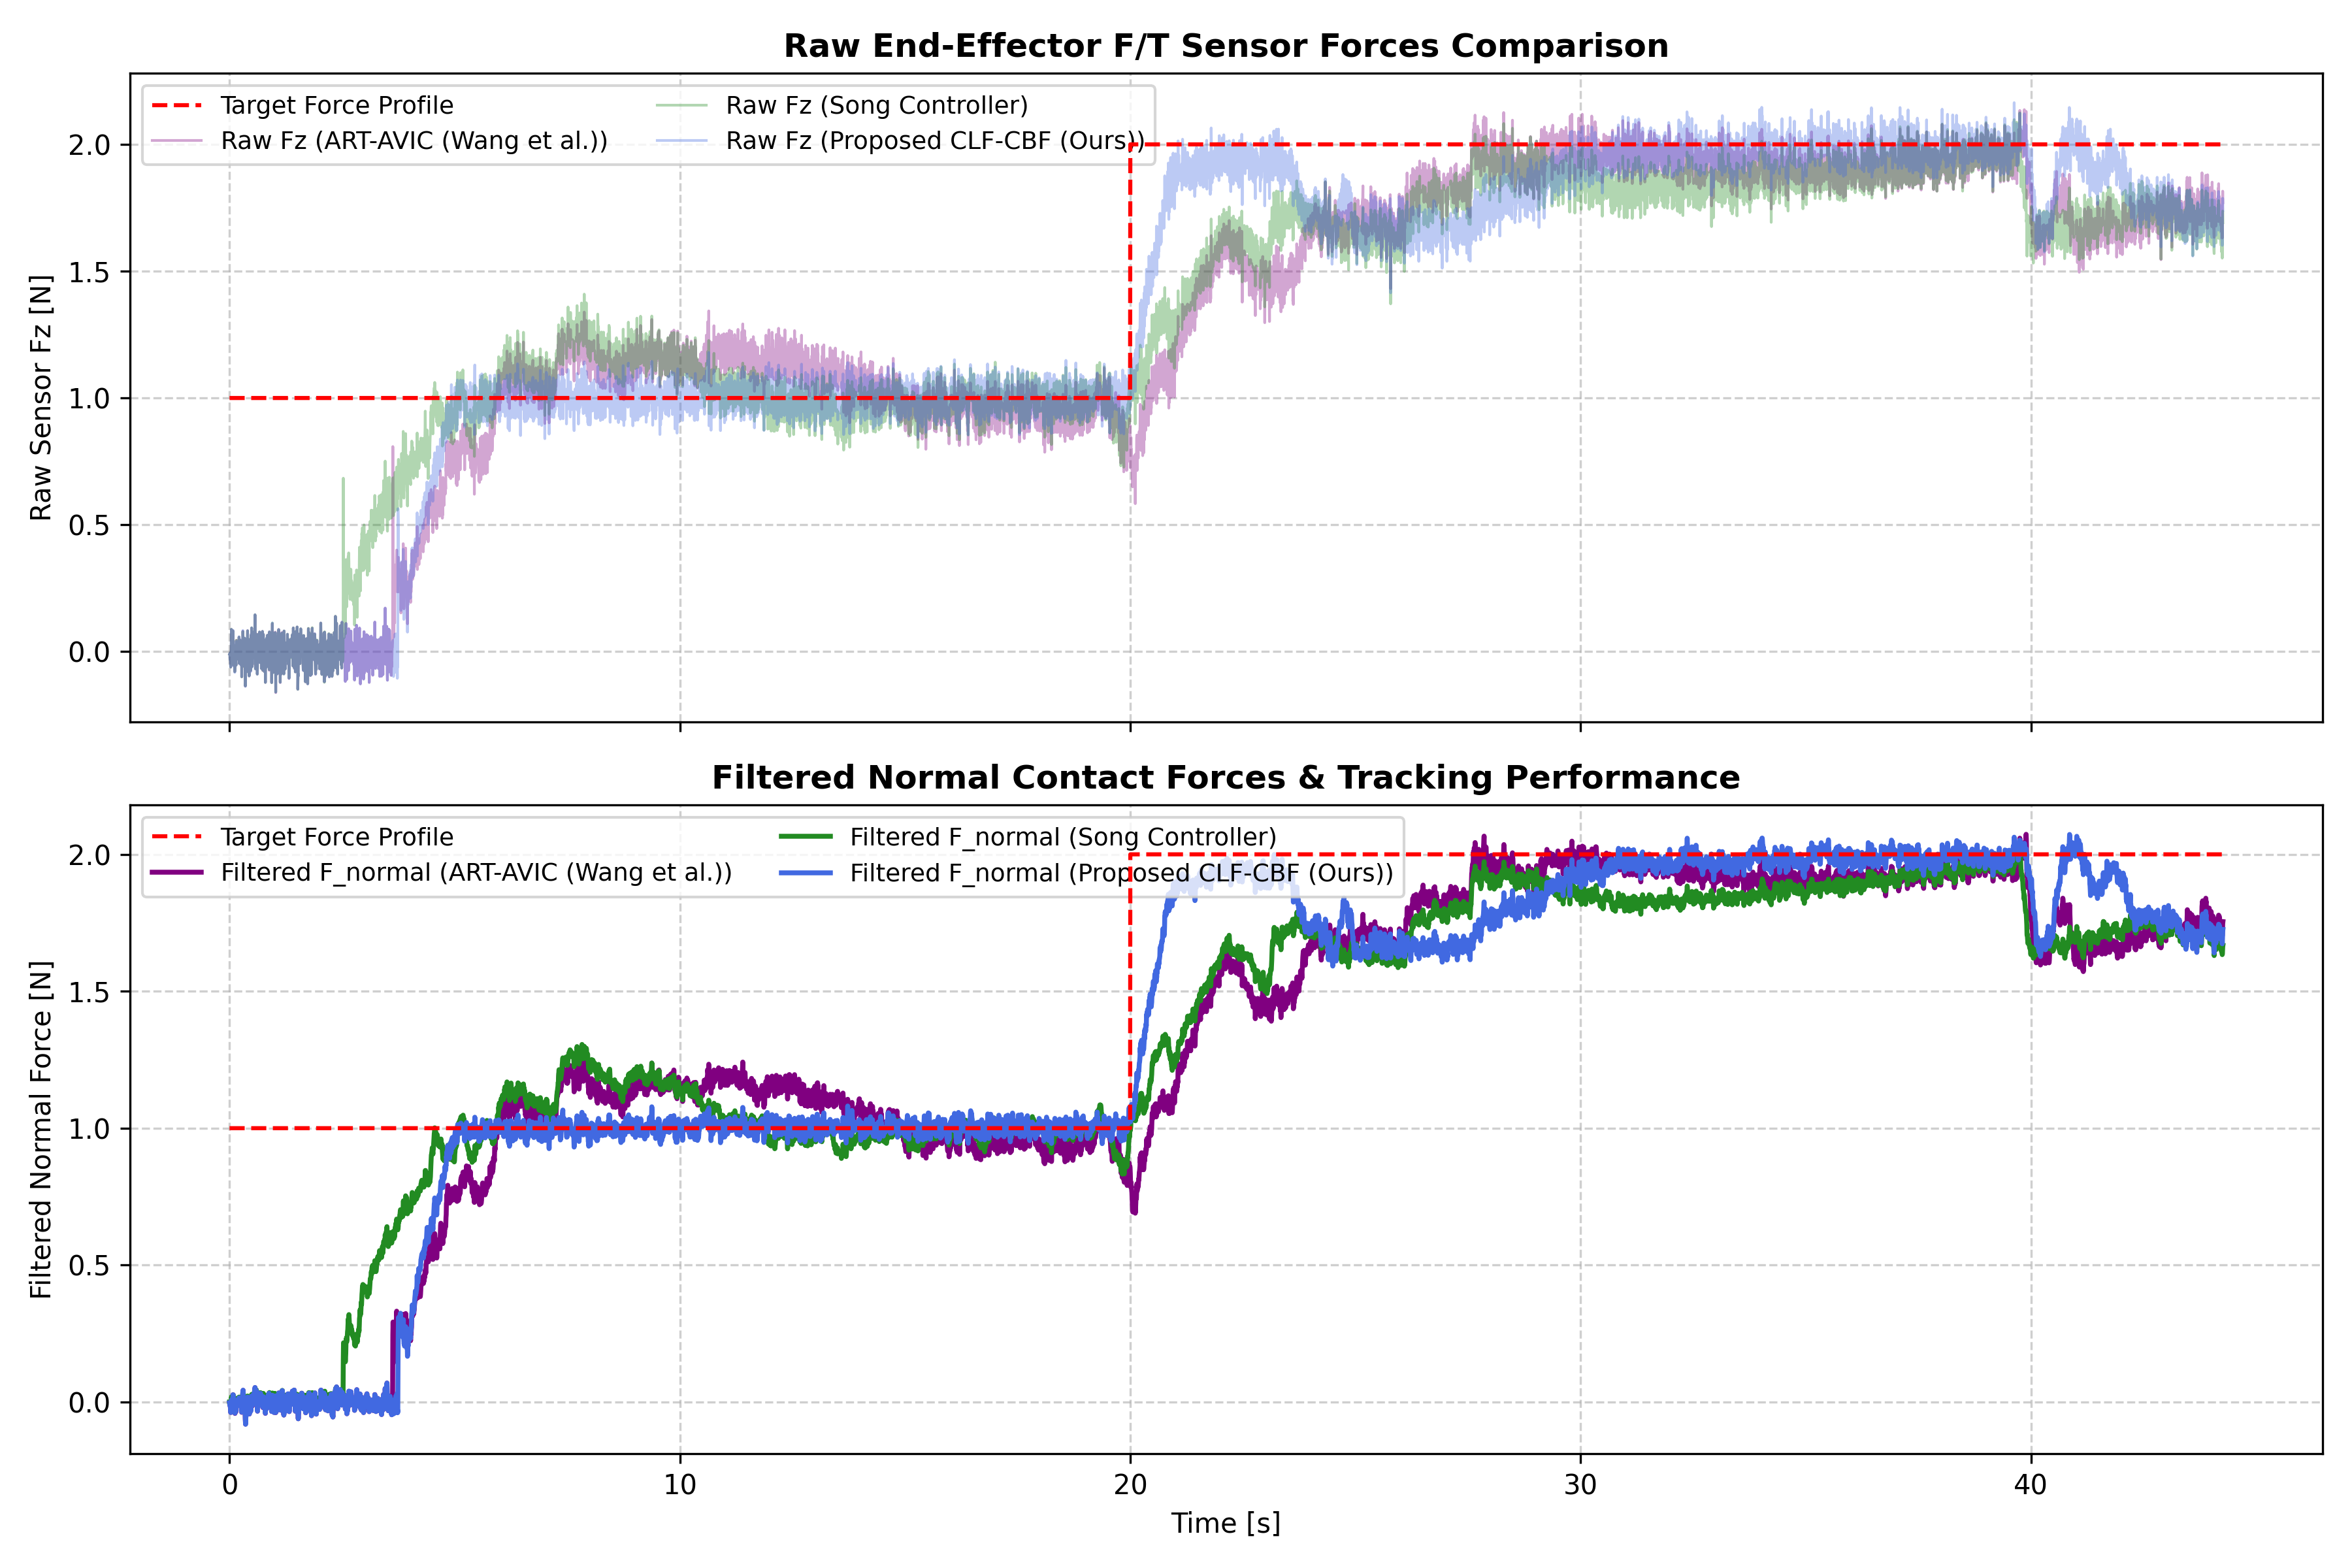 Raw End-Effector F/T Sensor Forces Comparison
Target Force Profile
Raw Fz (ART-AVIC (Wang et al.))
Raw Fz (Song Controller)
Raw Fz (Proposed CLF-CBF (Ours))
Raw Sensor Fz [N]
2.0
1.5
1.0
0.5
0.0
Filtered Normal Contact Forces & Tracking Performance
Target Force Profile
Filtered F_normal (ART-AVIC (Wang et al.))
Filtered F_normal (Song Controller)
Filtered F_normal (Proposed CLF-CBF (Ours))
Filtered Normal Force [N]
2.0
1.5
1.0
0.5
0.0
0 10 20 30 40
Time [s]